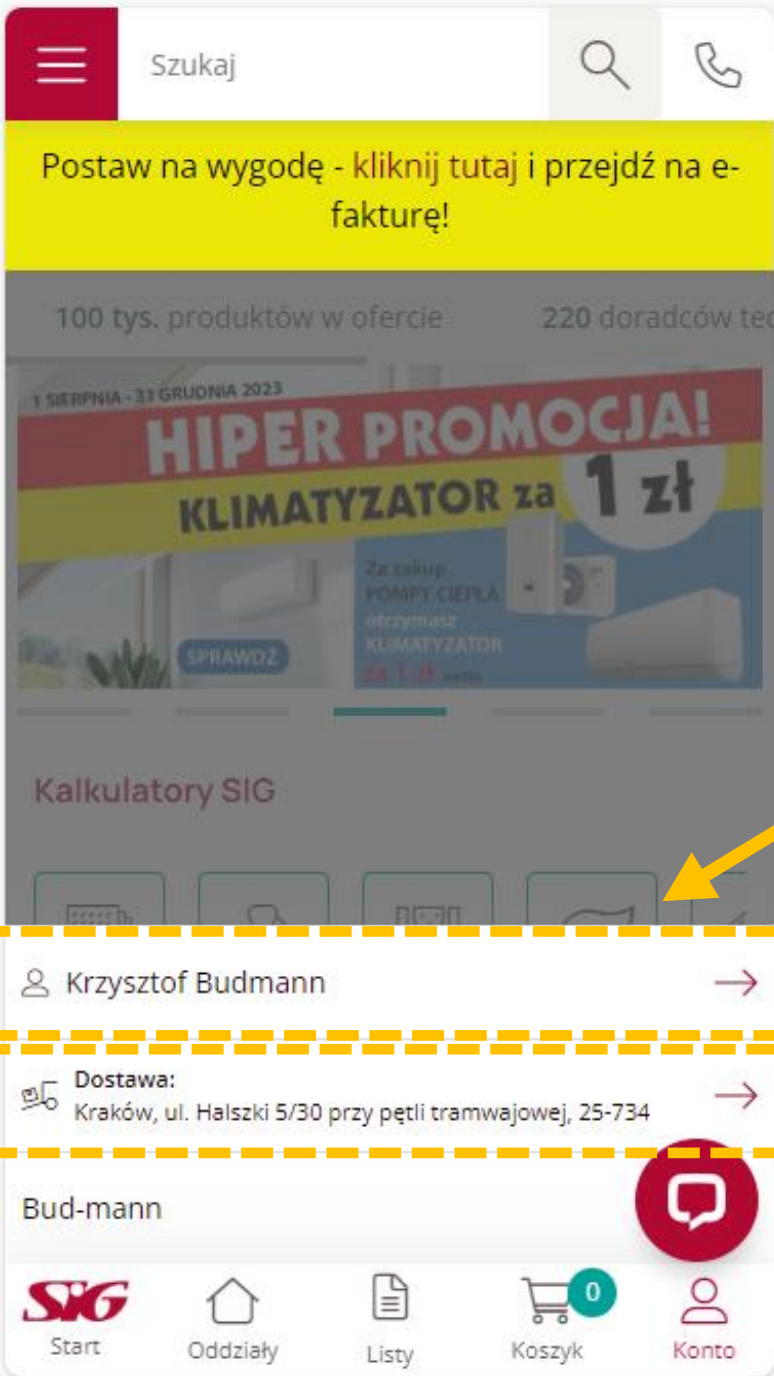 Szukaj
Postaw na wygodę - kliknij tutaj i przejdź na e-
fakturę!
100 tys. produktów w ofercie 220 doradców tec
1 SIERPNIA - 31 GRUDNIA 2023
HIPER PROMOCJA!
KLIMATYZATOR za 1 zł
Za zakup
POMPY CIEPŁA
otrzymasz
KLIMATYZATOR
za 1 zł netto
SPRAWDŹ
Kalkulatory SIG
Krzysztof Budmann
Dostawa:
Kraków, ul. Halszki 5/30 przy pętli tramwajowej, 25-734
Bud-mann
SIG 0
Start Oddziały Listy Koszyk Konto